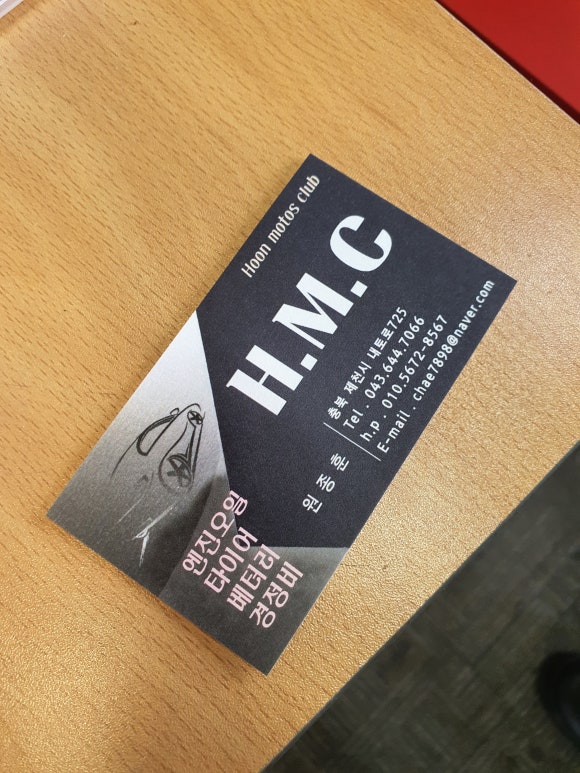 Hoon motos club
H.M.C
원종훈
충북 제천시 내토로725
Tel . 043.644.7066
h.p . 010.5672-8567
E-mail . chae7898@naver.com
엔진오일
타이어
베터리
경정비